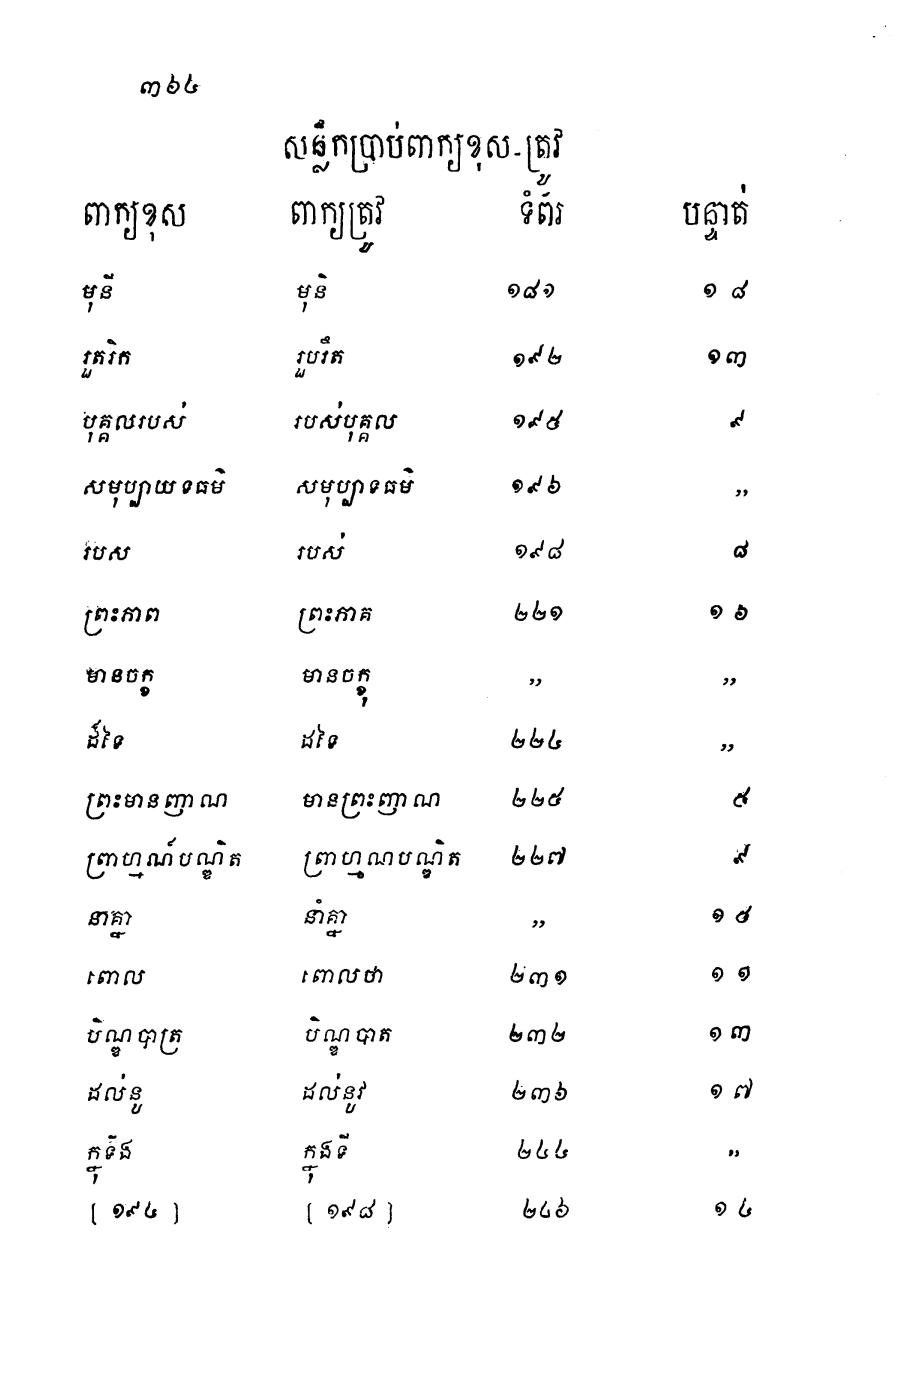 ៣៦៤
សន្លឹកប្រាប់ពាក្យខុស-ត្រូវ
ពាក្យខុស ពាក្យត្រូវ ទំព័រ បន្ទាត់
មុនី មុនិ ១៨១ ១៨
រួតរិក រួបរឹត ១៩២ ១៣
បុគ្គលរបស់ របស់បុគ្គល ១៩៥ ៩
សមុប្បាយទធមិ សមុប្បាទធមិ ១៩៦ ,,
របស របស់ ១៩៨ ៨
ព្រះភាព ព្រះភាគ ២២១ ១៦
មានចក្ខ មានចក្ខុ ,, ,,
ដ៏ទៃ ដទៃ ២២៤ ,,
ព្រះមានញាណ មានព្រះញាណ ២២៥ ៥
ព្រាហ្មណ៍បណ្ឌិត ព្រាហ្មណបណ្ឌិត ២២៧ ៩
នាគ្នា នាំគ្នា ,, ១៥
ពោល ពោលថា ២៣១ ១១
បិណ្ឌបាត្រ បិណ្ឌបាត ២៣២ ១៣
ដល់នូ ដល់នូវ ២៣៦ ១៧
ក្នុទីង ក្នុងទី ២៤៤ ,,
[ ១៩៤ ] [ ១៩៨ ] ២៤៦ ១៤